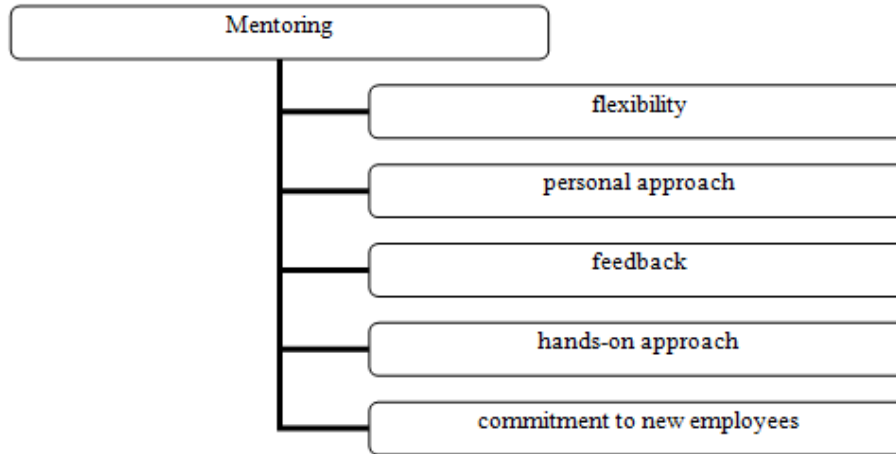 Mentoring
flexibility
personal approach
feedback
hands-on approach
commitment to new employees